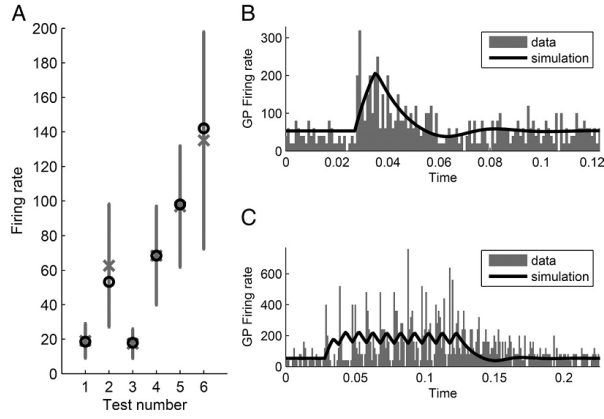 A
200
180
160
140
120
100
80
60
40
20
0
Firing rate
1 2 3 4 5 6
Test number
B
300
200
100
0
GP Firing rate
data
simulation
0 0.02 0.04 0.06 0.08 0.1 0.12
Time
C
600
400
200
0
GP Firing rate
data
simulation
0 0.05 0.1 0.15 0.2
Time